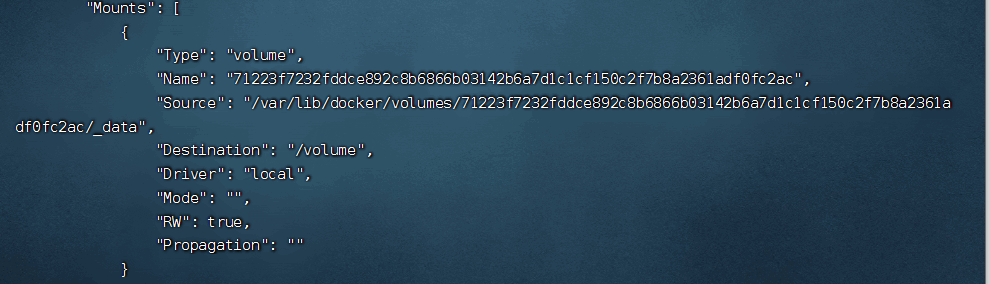 "Mounts": [
{
"Type": "volume",
"Name": "71223f7232fddce892c8b6866b03142b6a7d1c1cf150c2f7b8a2361adf0fc2ac",
"Source": "/var/lib/docker/volumes/71223f7232fddce892c8b6866b03142b6a7d1c1cf150c2f7b8a2361a
df0fc2ac/_data",
"Destination": "/volume",
"Driver": "local",
"Mode": "",
"RW": true,
"Propagation": ""
}